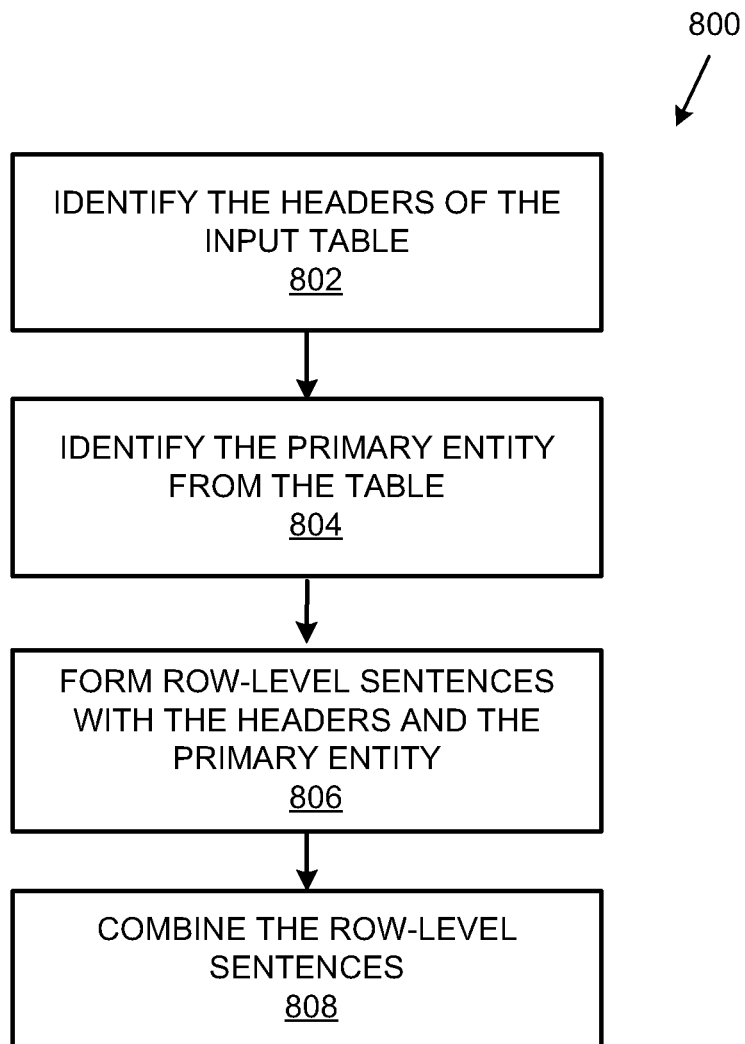 800
IDENTIFY THE HEADERS OF THE
INPUT TABLE
802
IDENTIFY THE PRIMARY ENTITY
FROM THE TABLE
804
FORM ROW-LEVEL SENTENCES
WITH THE HEADERS AND THE
PRIMARY ENTITY
806
COMBINE THE ROW-LEVEL
SENTENCES
808